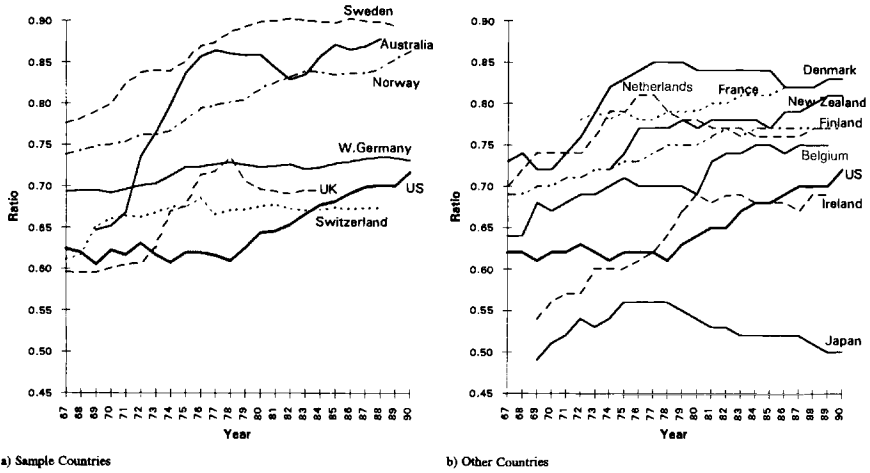 0.90
0.85
0.80
0.75
0.70
0.65
0.60
0.55
0.50
0.45
Ratio
Sweden
Australia
Norway
W.Germany
UK
US
Switzerland
67 68 69 70 71 72 73 74 75 76 77 78 79 80 81 82 83 84 85 86 87 88 89 90
Year
a) Sample Countries
0.90
0.85
0.80
0.75
0.70
0.65
0.60
0.55
0.50
0.45
Ratio
Denmark
Netherlands
France
New Zealand
Finland
Belgium
US
Ireland
Japan
67 68 69 70 71 72 73 74 75 76 77 78 79 80 81 82 83 84 85 86 87 88 89 90
Year
b) Other Countries